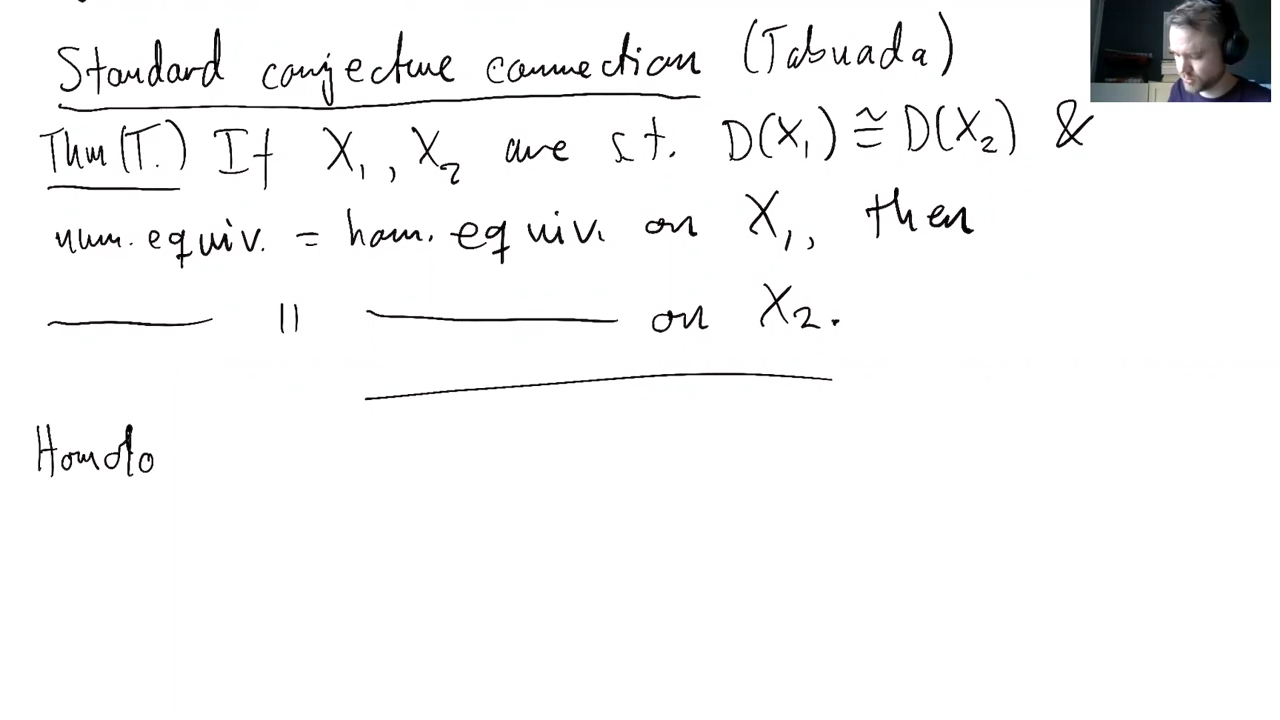 Standard conjecture connection (Tabuada)
Thm (T.) If X₁, X₂ are s.t. D(X₁) ≅ D(X₂) &
num. equiv. = hom. equiv. on X₁, then
—— " —— on X₂.
Homolo